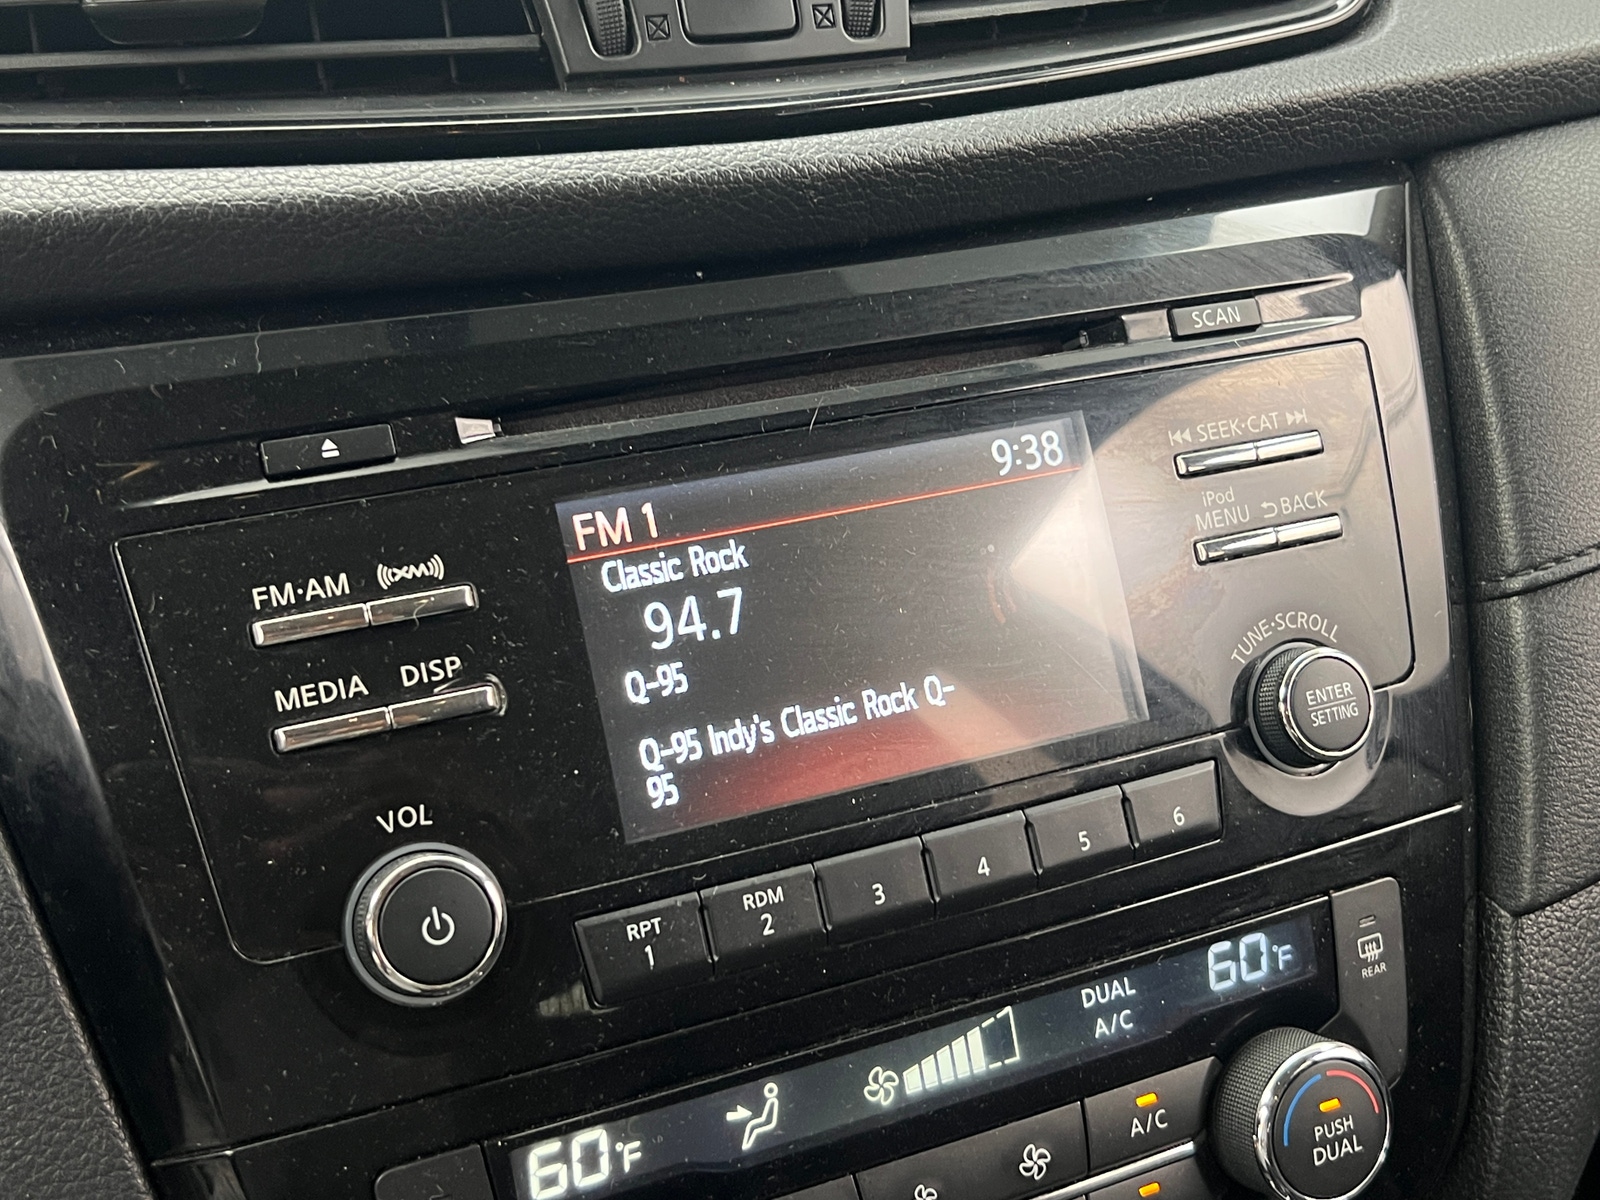 SCAN
SEEK·CAT
iPod
MENU BACK
9:38
FM 1
Classic Rock
94.7
Q-95
Q-95 Indy's Classic Rock Q-
95
FM·AM XM
MEDIA DISP
TUNE·SCROLL
ENTER
SETTING
VOL
RPT
1
RDM
2
3
4
5
6
REAR
60°F
DUAL
A/C
60°F
A/C
PUSH
DUAL